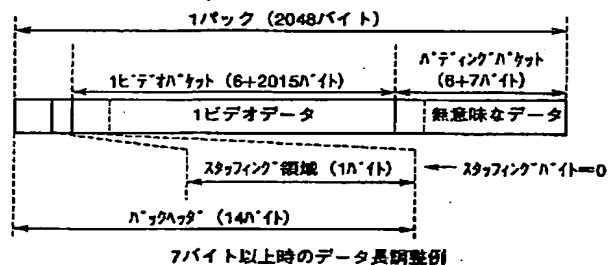 1パック (2048バイト)
1ビデオパケット (6+2015バイト)
パディングパケット
(6+7バイト)
1ビデオデータ
無意味なデータ
スタッフィング領域 (1バイト)
スタッフィングバイト=0
パックヘッダ (14バイト)
7バイト以上時のデータ長調整例